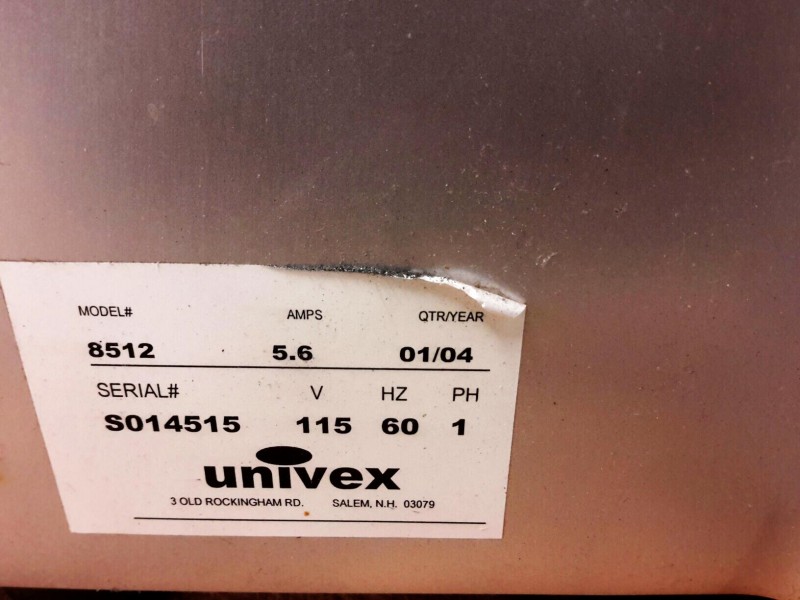 MODEL# AMPS QTR/YEAR
8512 5.6 01/04
SERIAL# V HZ PH
S014515 115 60 1
univex
3 OLD ROCKINGHAM RD. SALEM, N.H. 03079